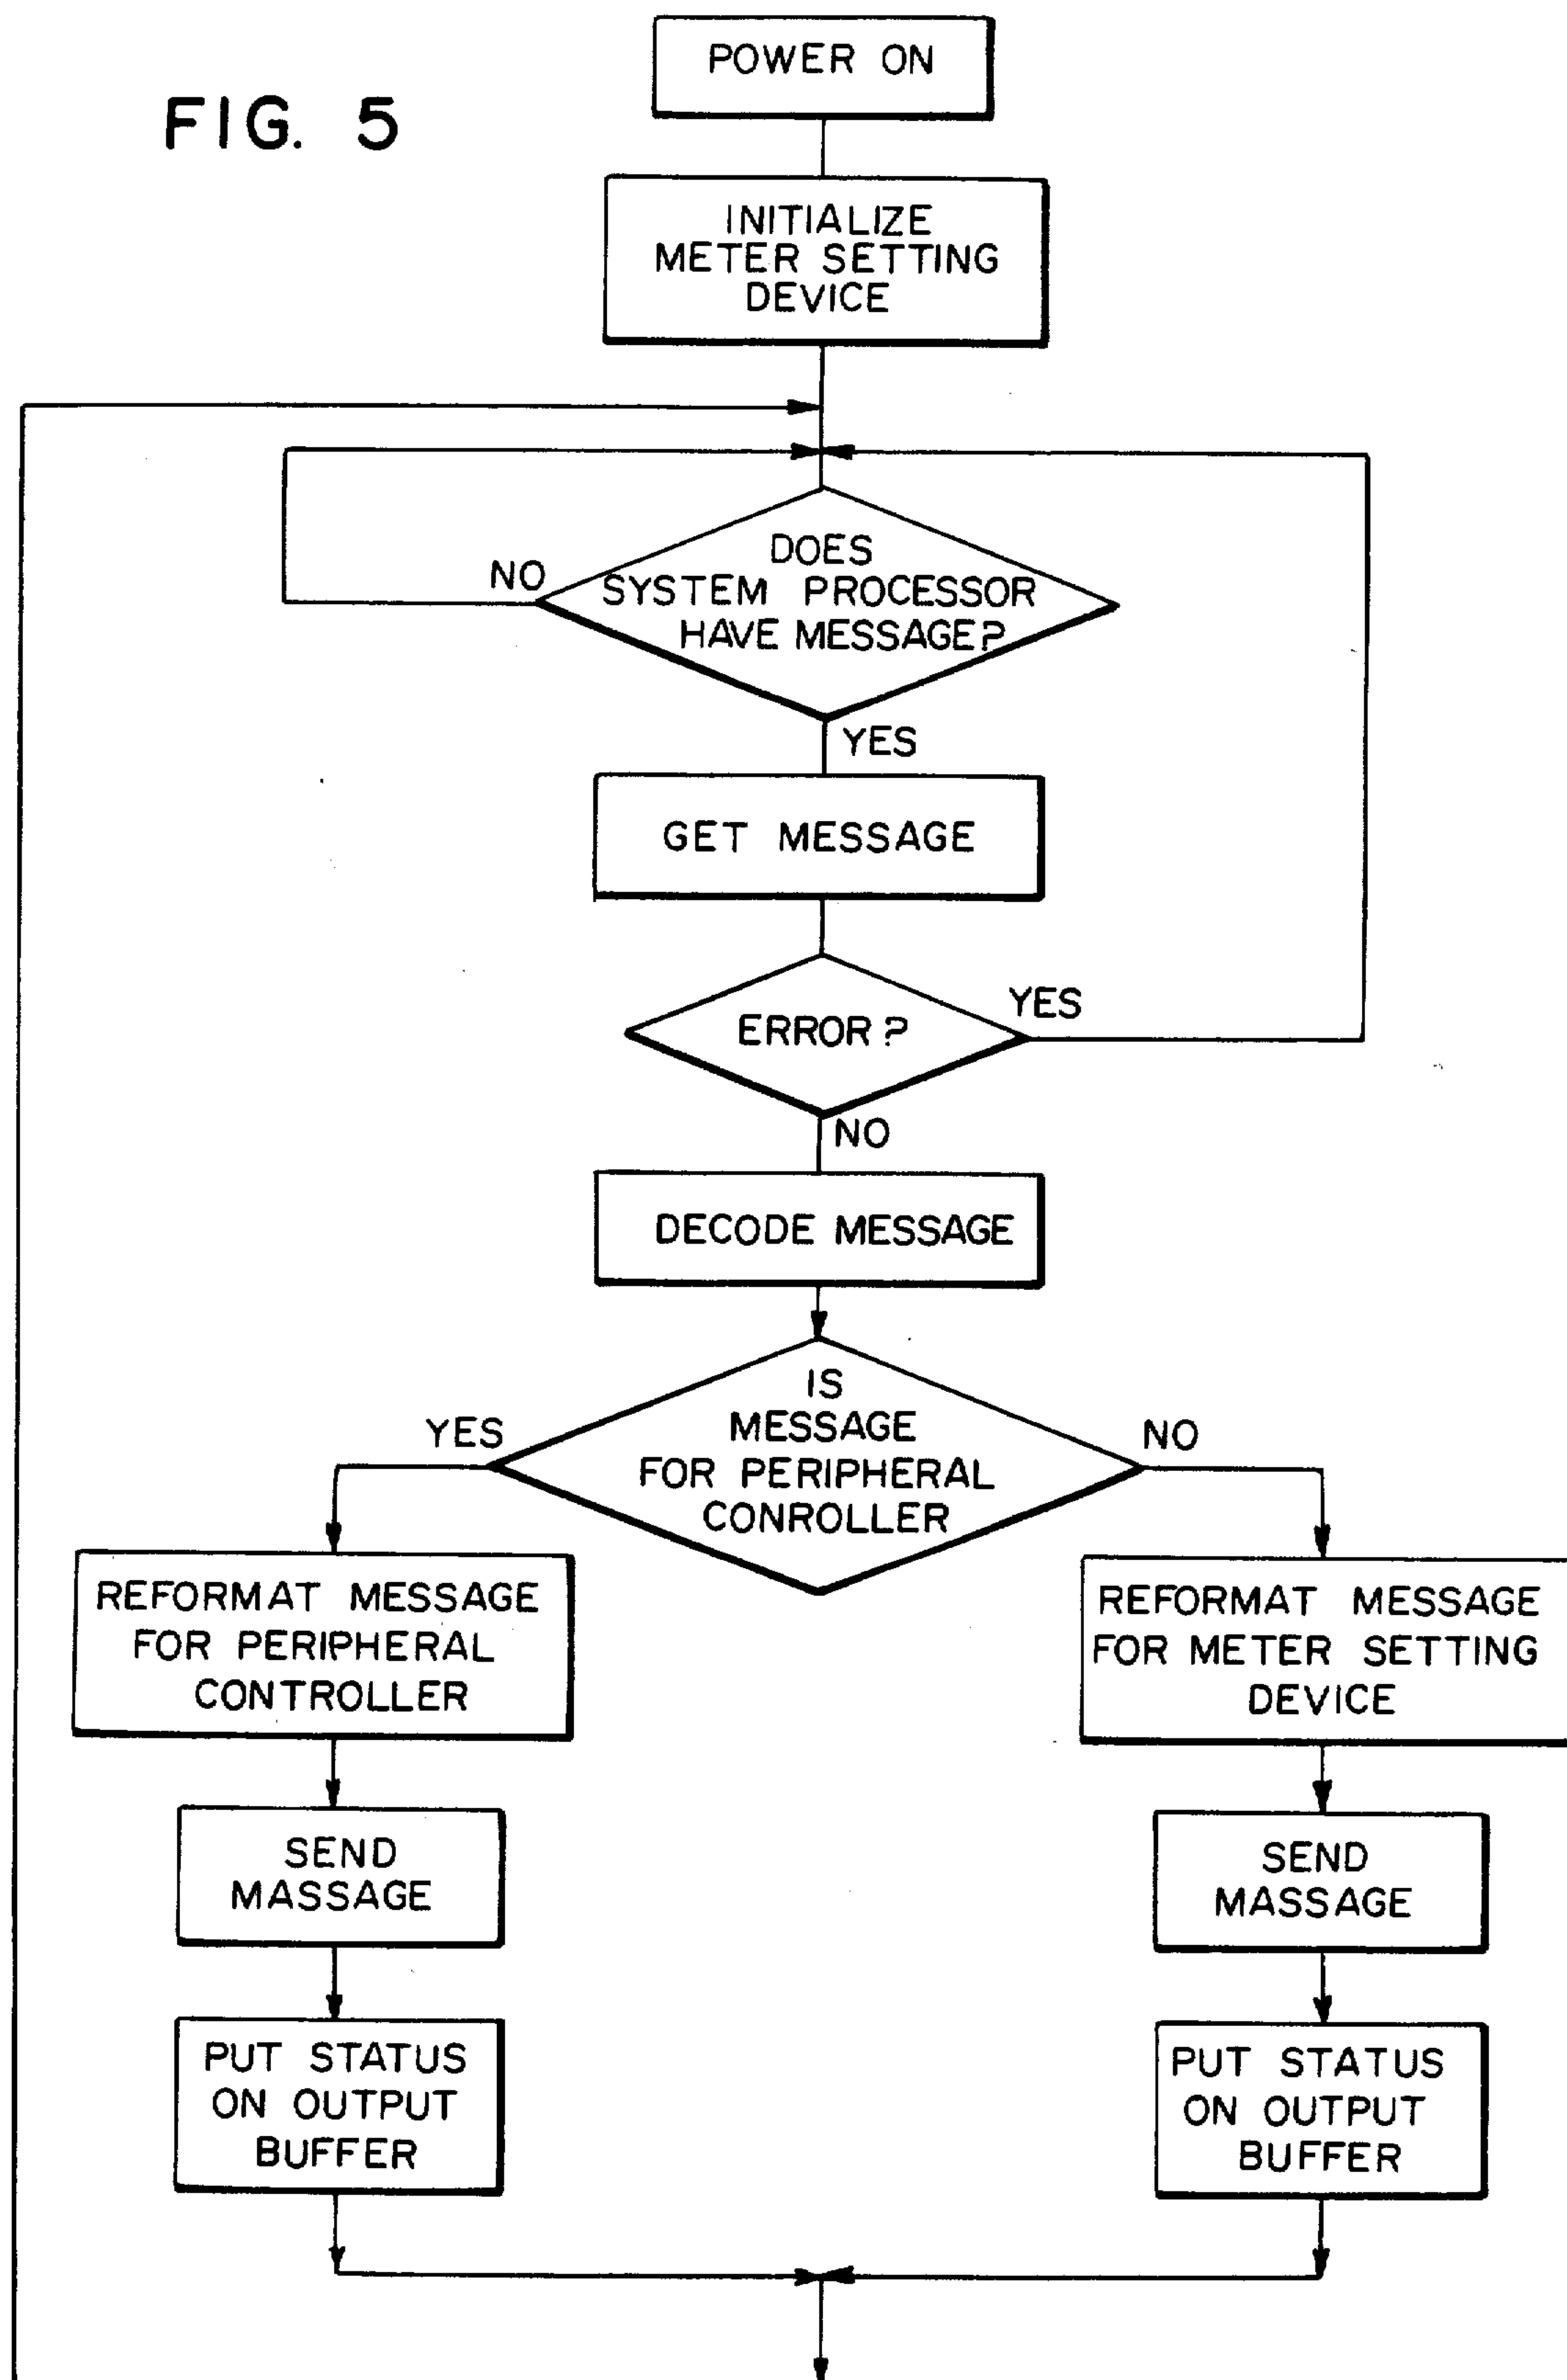 POWER ON
FIG. 5
INITIALIZE
METER SETTING
DEVICE
DOES
NO
SYSTEM PROCESSOR
HAVE MESSAGE?
YES
GET MESSAGE
YES
ERROR?
NO
DECODE MESSAGE
IS
YES
MESSAGE
NO
FOR PERIPHERAL
CONROLLER
REFORMAT MESSAGE
FOR PERIPHERAL
CONTROLLER
REFORMAT MESSAGE
FOR METER SETTING
DEVICE
SEND
MASSAGE
SEND
MASSAGE
PUT STATUS
ON OUTPUT
BUFFER
PUT STATUS
ON OUTPUT
BUFFER